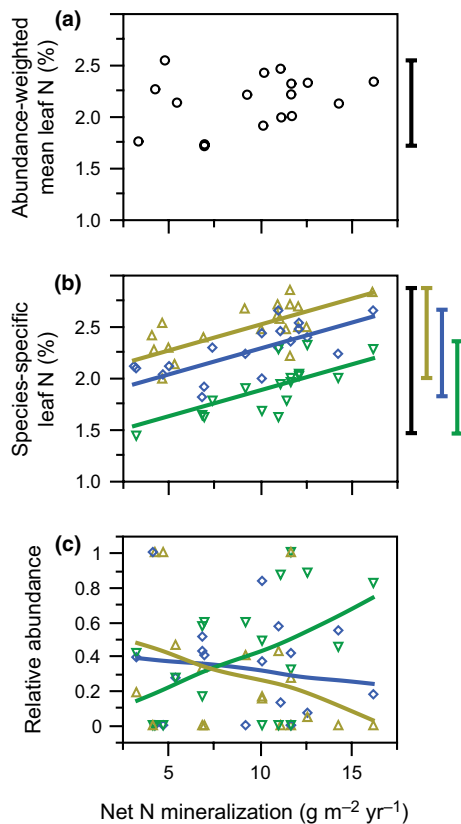 (a)
Abundance-weighted
mean leaf N (%)
2.5
2.0
1.5
1.0
(b)
Species-specific
leaf N (%)
2.5
2.0
1.5
1.0
(c)
Relative abundance
1
0.8
0.6
0.4
0.2
0
5 10 15
Net N mineralization (g m⁻² yr⁻¹)